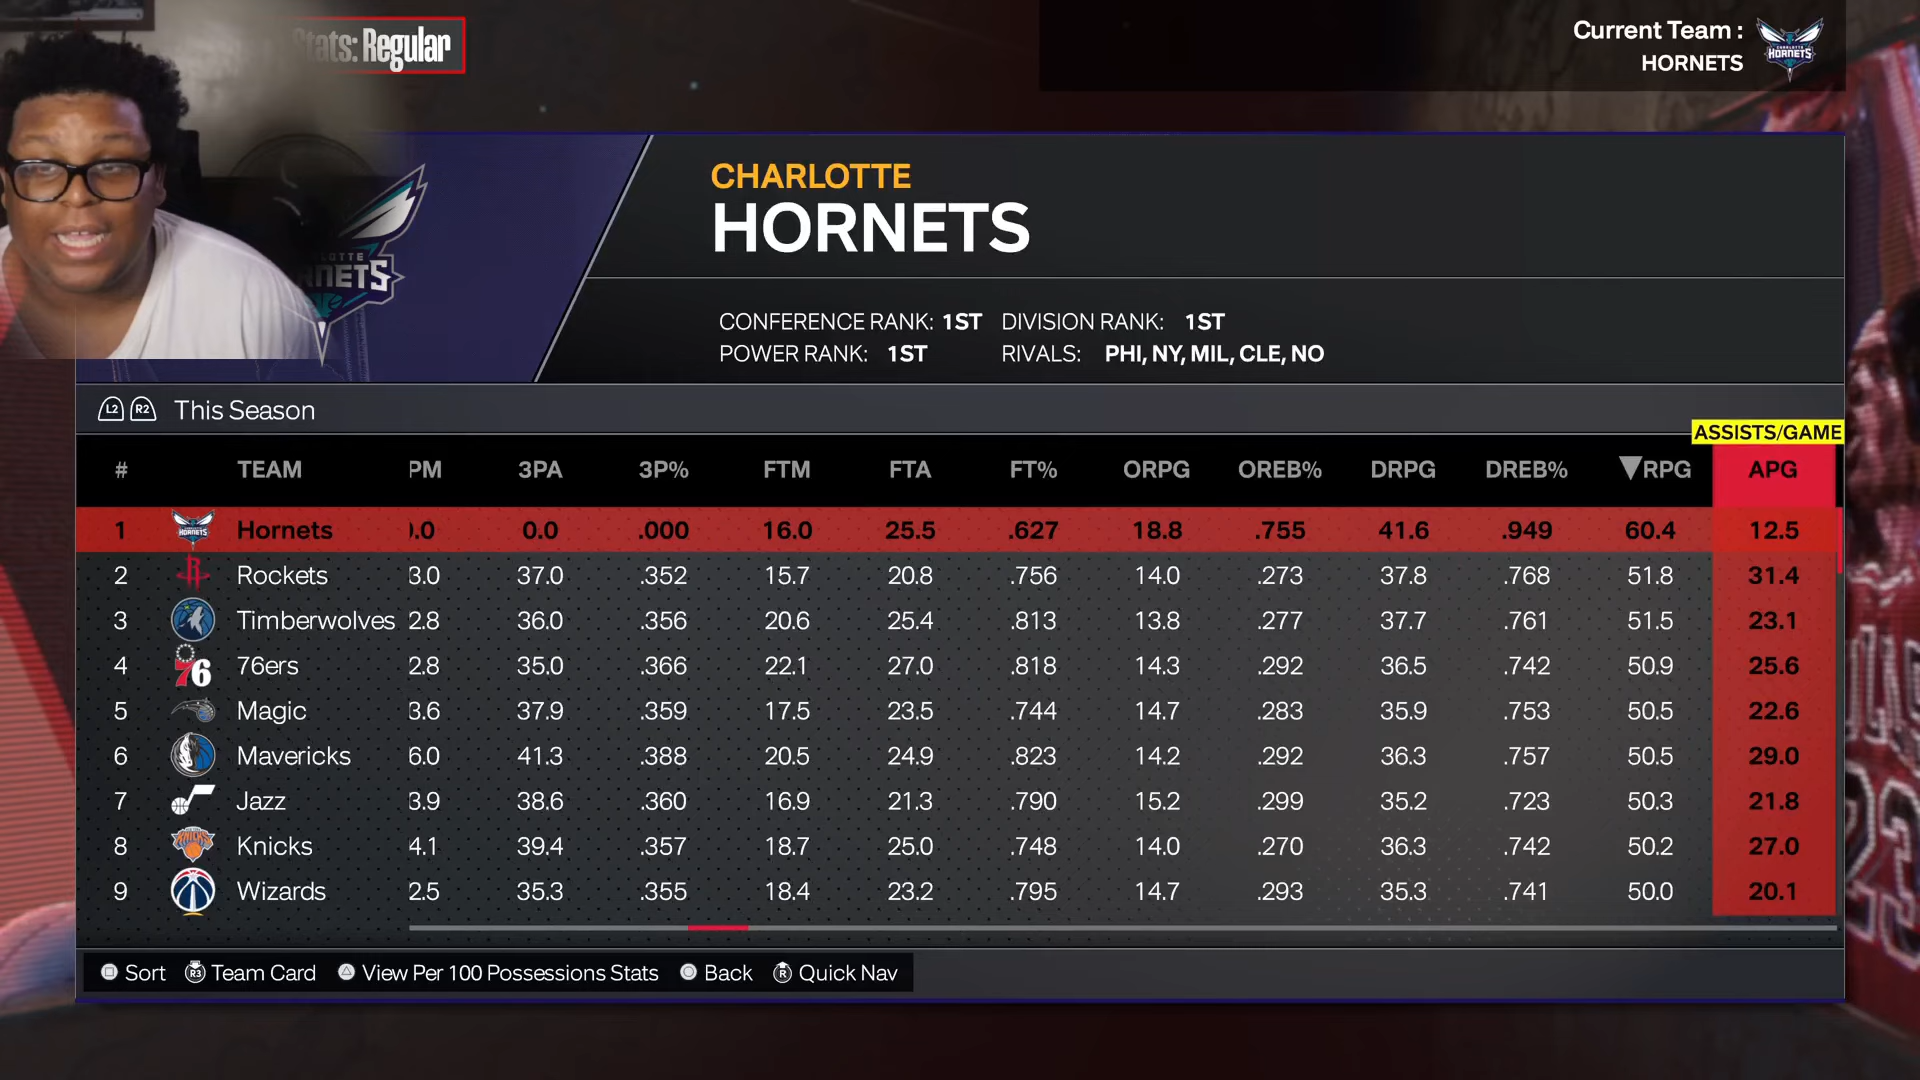 Stats: Regular
Current Team :
HORNETS
CHARLOTTE
HORNETS
CHARLOTTE
HORNETS
CONFERENCE RANK: 1ST DIVISION RANK: 1ST
POWER RANK: 1ST RIVALS: PHI, NY, MIL, CLE, NO
L2 R2 This Season
ASSISTS/GAME
# TEAM PM 3PA 3P% FTM FTA FT% ORPG OREB% DRPG DREB% ▼RPG APG
1 HORNETS Hornets .0 0.0 .000 16.0 25.5 .627 18.8 .755 41.6 .949 60.4 12.5
2 Rockets 3.0 37.0 .352 15.7 20.8 .756 14.0 .273 37.8 .768 51.8 31.4
3 Timberwolves 2.8 36.0 .356 20.6 25.4 .813 13.8 .277 37.7 .761 51.5 23.1
4 76 76ers 2.8 35.0 .366 22.1 27.0 .818 14.3 .292 36.5 .742 50.9 25.6
5 Magic 3.6 37.9 .359 17.5 23.5 .744 14.7 .283 35.9 .753 50.5 22.6
6 Mavericks 6.0 41.3 .388 20.5 24.9 .823 14.2 .292 36.3 .757 50.5 29.0
7 Jazz 3.9 38.6 .360 16.9 21.3 .790 15.2 .299 35.2 .723 50.3 21.8
8 KNICKS Knicks 4.1 39.4 .357 18.7 25.0 .748 14.0 .270 36.3 .742 50.2 27.0
9 Wizards 2.5 35.3 .355 18.4 23.2 .795 14.7 .293 35.3 .741 50.0 20.1
Sort R3 Team Card View Per 100 Possessions Stats Back R Quick Nav
23